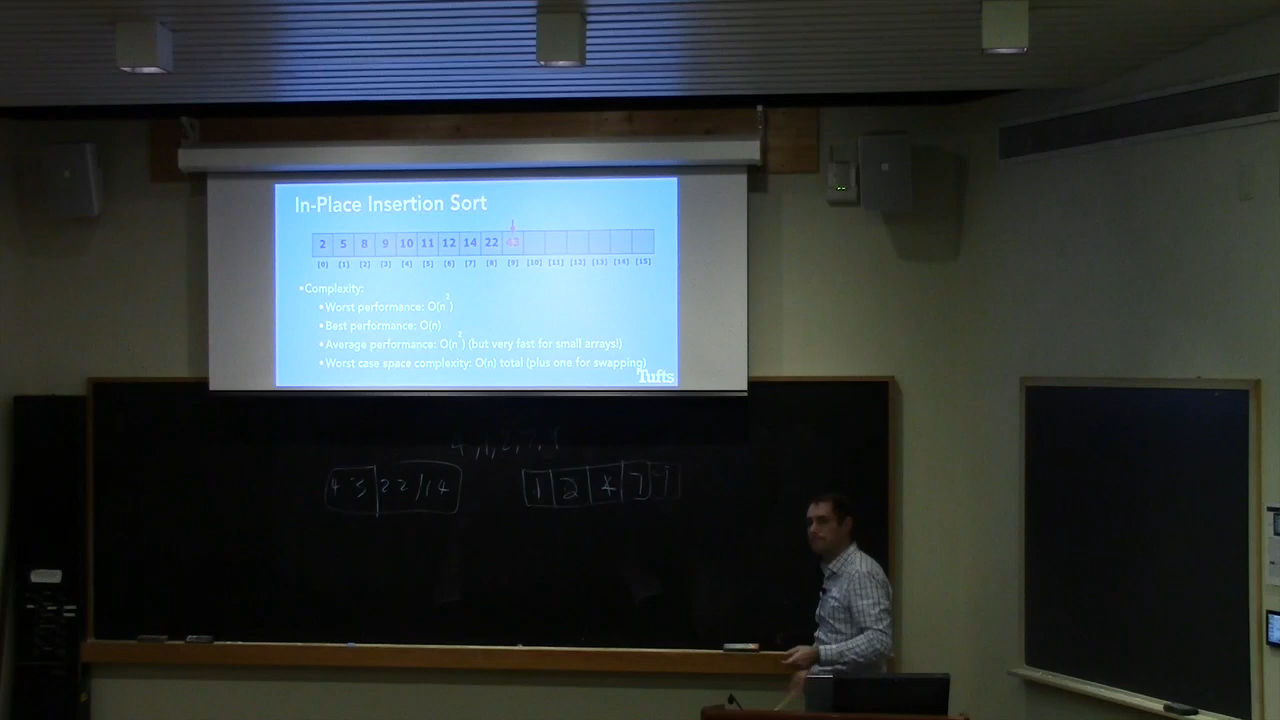 In-Place Insertion Sort
2 5 8 9 10 11 12 14 22 43
[0] [1] [2] [3] [4] [5] [6] [7] [8] [9] [10] [11] [12] [13] [14] [15]
•Complexity:
•Worst performance: O(n²)
•Best performance: O(n)
•Average performance: O(n²) (but very fast for small arrays!)
•Worst case space complexity: O(n) total (plus one for swapping)
Tufts
22 14
1 2 4 7